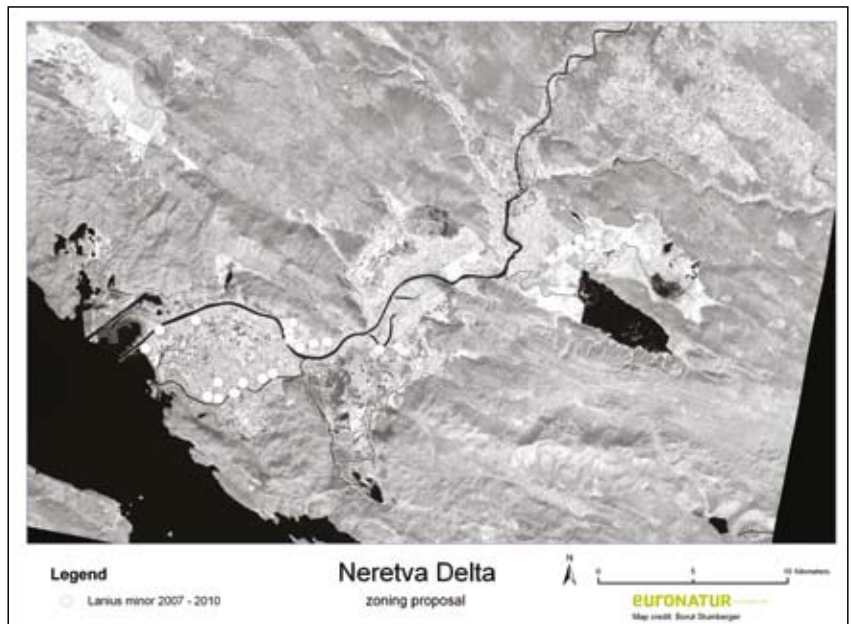 Legend
Lanius minor 2007 - 2010
Neretva Delta
zoning proposal
N
0 5 10 Kilometers
euronatur
Map credit: Borut Stumberger